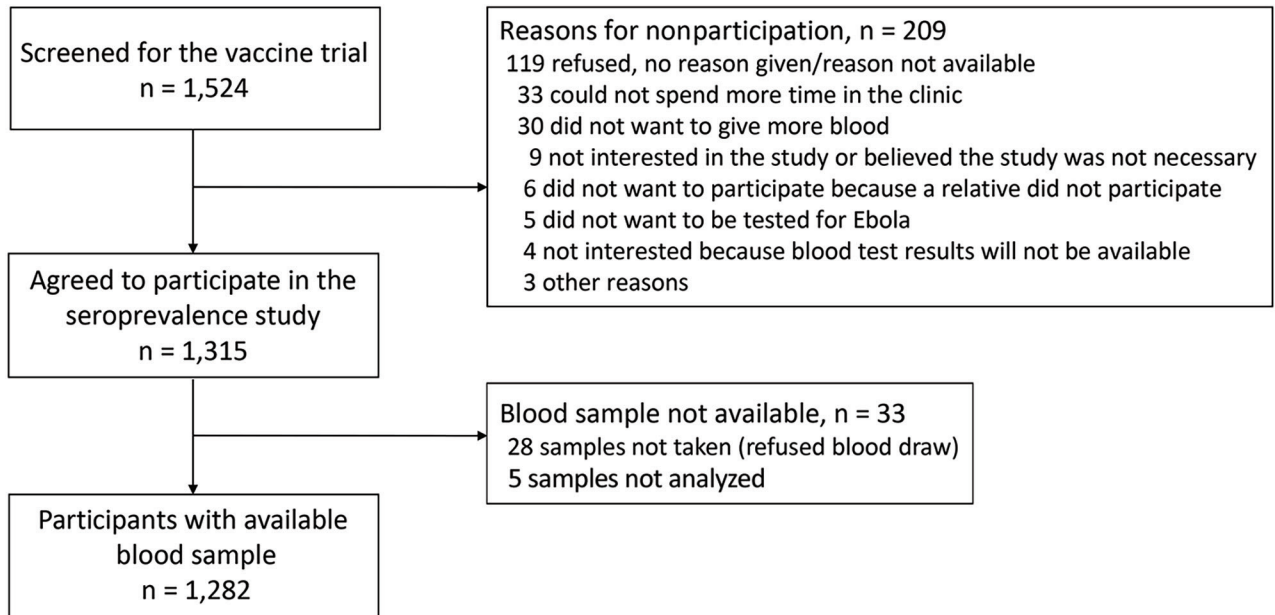 Screened for the vaccine trial
n = 1,524
Reasons for nonparticipation, n = 209
119 refused, no reason given/reason not available
33 could not spend more time in the clinic
30 did not want to give more blood
9 not interested in the study or believed the study was not necessary
6 did not want to participate because a relative did not participate
5 did not want to be tested for Ebola
4 not interested because blood test results will not be available
3 other reasons
Agreed to participate in the
seroprevalence study
n = 1,315
Blood sample not available, n = 33
28 samples not taken (refused blood draw)
5 samples not analyzed
Participants with available
blood sample
n = 1,282